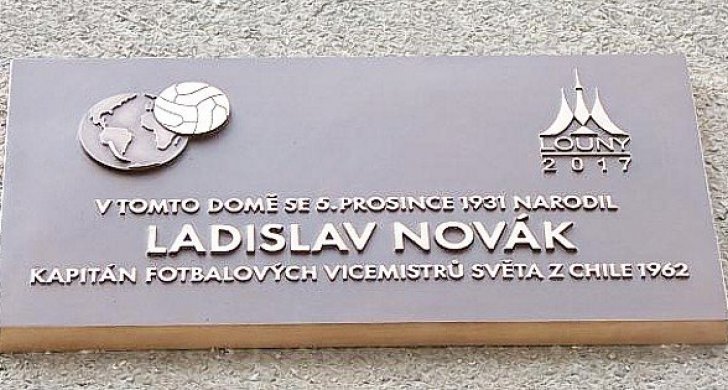 LOUNY
2017
V TOMTO DOMĚ SE 5. PROSINCE 1931 NARODIL
LADISLAV NOVÁK
KAPITÁN FOTBALOVÝCH VICEMISTRŮ SVĚTA Z CHILE 1962